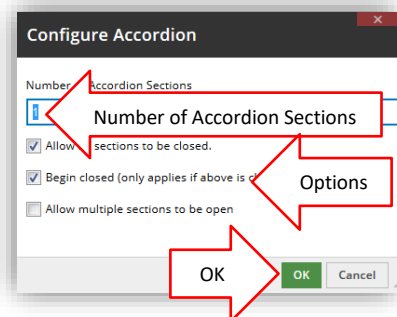 Configure Accordion
Number Accordion Sections
1
Number of Accordion Sections
Allow sections to be closed.
Begin closed (only applies if above is
Options
Allow multiple sections to be open
OK
OK Cancel